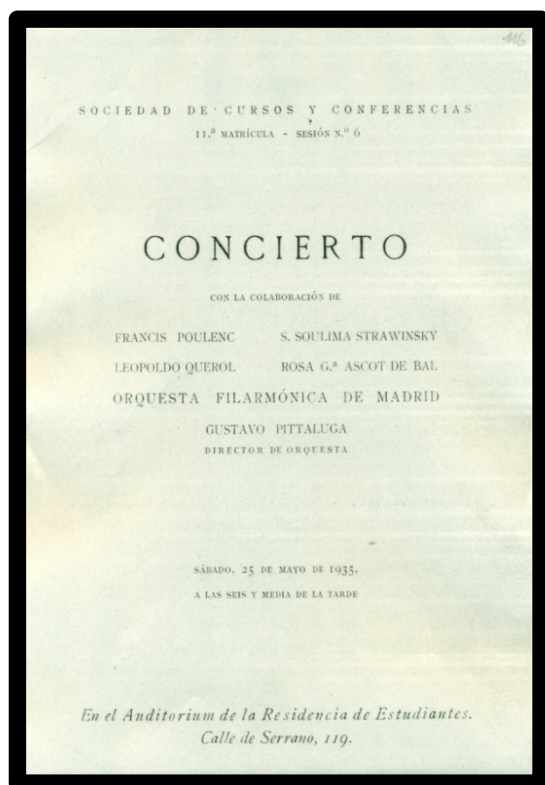 116
SOCIEDAD DE CURSOS Y CONFERENCIAS
11.ª MATRÍCULA - SESIÓN N.º 6
CONCIERTO
CON LA COLABORACIÓN DE
FRANCIS POULENC S. SOULIMA STRAWINSKY
LEOPOLDO QUEROL ROSA G.ª ASCOT DE BAL
ORQUESTA FILARMÓNICA DE MADRID
GUSTAVO PITTALUGA
DIRECTOR DE ORQUESTA
SÁBADO, 25 DE MAYO DE 1935,
A LAS SEIS Y MEDIA DE LA TARDE
En el Auditorium de la Residencia de Estudiantes.
Calle de Serrano, 119.